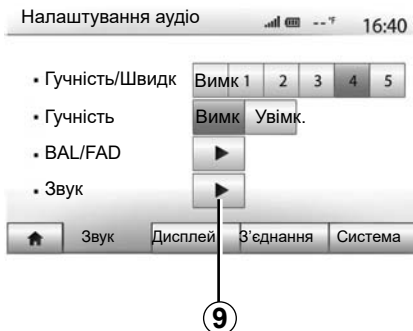 Налаштування аудіо --°F 16:40
• Гучність/Швидк Вимк 1 2 3 4 5
• Гучність Вимк Увімк.
• BAL/FAD
• Звук
Звук Дисплей З'єднання Система
9